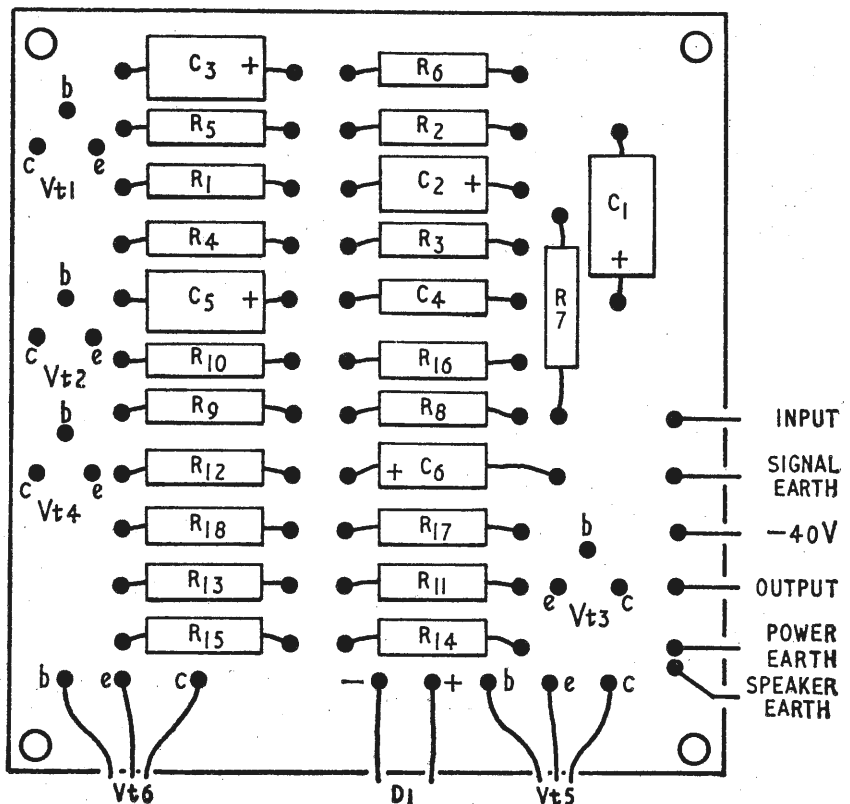 C3 +
R6
b
R5
R2
c e
Vt1
R1
C2 +
C1
+
R4
R3
b
C5 +
C4
R7
c e
Vt2
R10
R16
b
R9
R8
INPUT
c e
Vt4
R12
+ C6
SIGNAL
EARTH
R18
R17
b
-40V
R13
R11
e c
Vt3
OUTPUT
R15
R14
POWER
EARTH
b e c
- +
b e c
SPEAKER
EARTH
Vt6
D1
Vt5